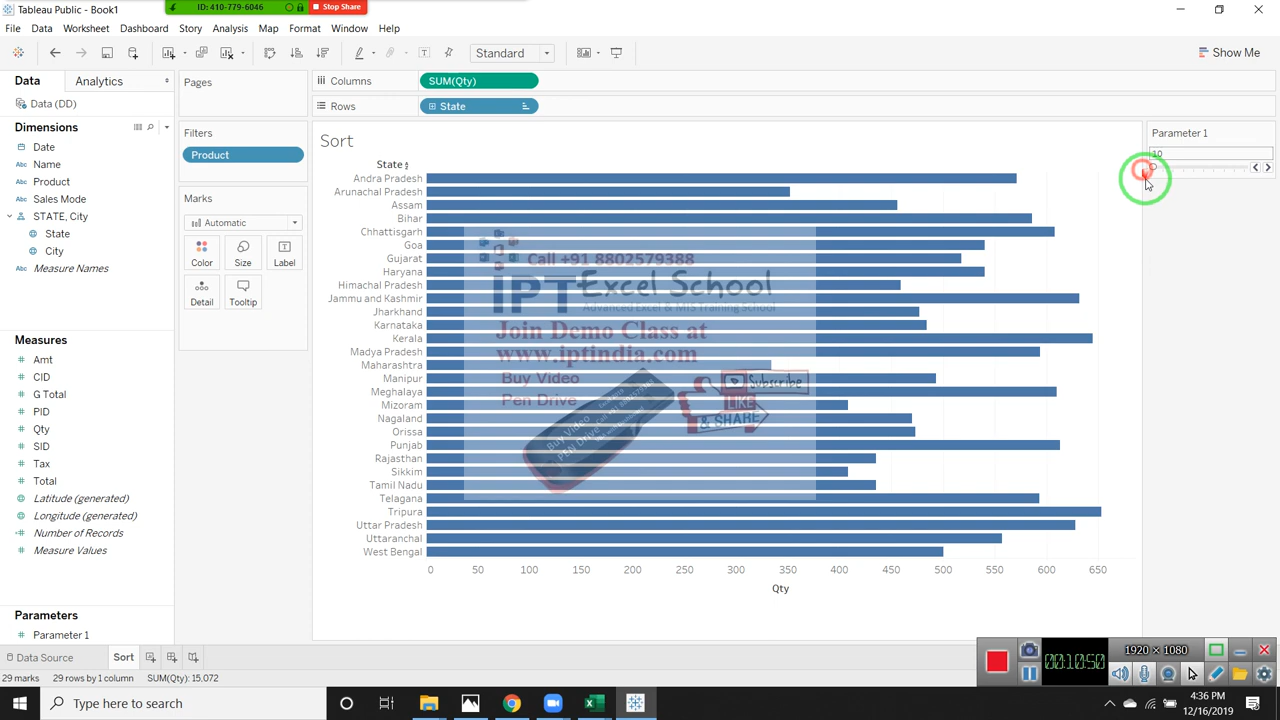 Tableau Public - Book1
ID: 410-779-6046
Stop Share
File Data Worksheet Dashboard Story Analysis Map Format Window Help
Standard
Show Me
Data Analytics
Pages
Columns SUM(Qty)
Data (DD)
Rows State
Dimensions
Filters
Sort
Parameter 1
Date
Product
10
Name
State
Product
Sales Mode
STATE, City
State
City
Measure Names
Marks
Automatic
Color Size Label
Detail Tooltip
Andra Pradesh
Arunachal Pradesh
Assam
Bihar
Chhattisgarh
Goa
Gujarat
Haryana
Himachal Pradesh
Jammu and Kashmir
Jharkhand
Karnataka
Kerala
Madya Pradesh
Maharashtra
Manipur
Meghalaya
Mizoram
Nagaland
Orissa
Punjab
Rajasthan
Sikkim
Tamil Nadu
Telagana
Tripura
Uttar Pradesh
Uttaranchal
West Bengal
Call +91 8802579388
iPT Excel School
Advanced Excel & MIS Training School
Join Demo Class at
www.iptindia.com
Buy Video
Pen Drive
Subscribe
LIKE
& SHARE
Buy Video
PEN Drive
0 50 100 150 200 250 300 350 400 450 500 550 600 650
Qty
Measures
Amt
CID
G Total
PID
Qty
SID
Tax
Total
Latitude (generated)
Longitude (generated)
Number of Records
Measure Values
Parameters
Parameter 1
Data Source Sort
29 marks 29 rows by 1 column SUM(Qty): 15,072
00:10:50
1920 × 1080
Type here to search
4:36 PM
12/16/2019